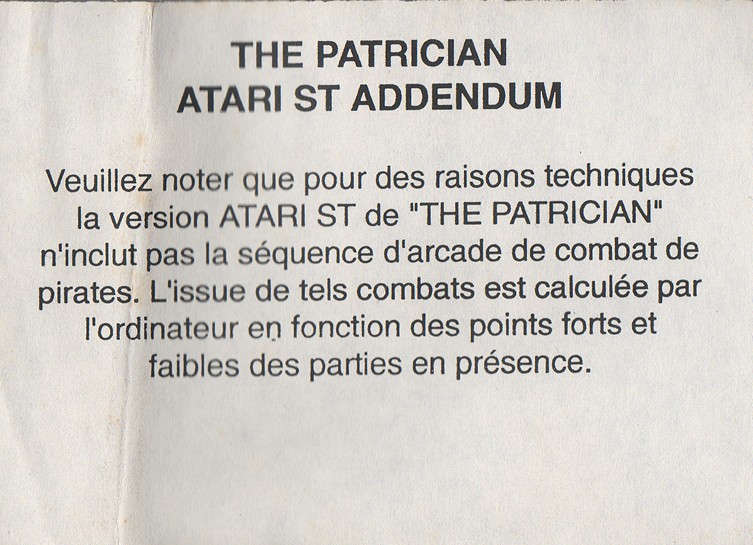 THE PATRICIAN
ATARI ST ADDENDUM
Veuillez noter que pour des raisons techniques
la version ATARI ST de "THE PATRICIAN"
n'inclut pas la séquence d'arcade de combat de
pirates. L'issue de tels combats est calculée par
l'ordinateur en fonction des points forts et
faibles des parties en présence.